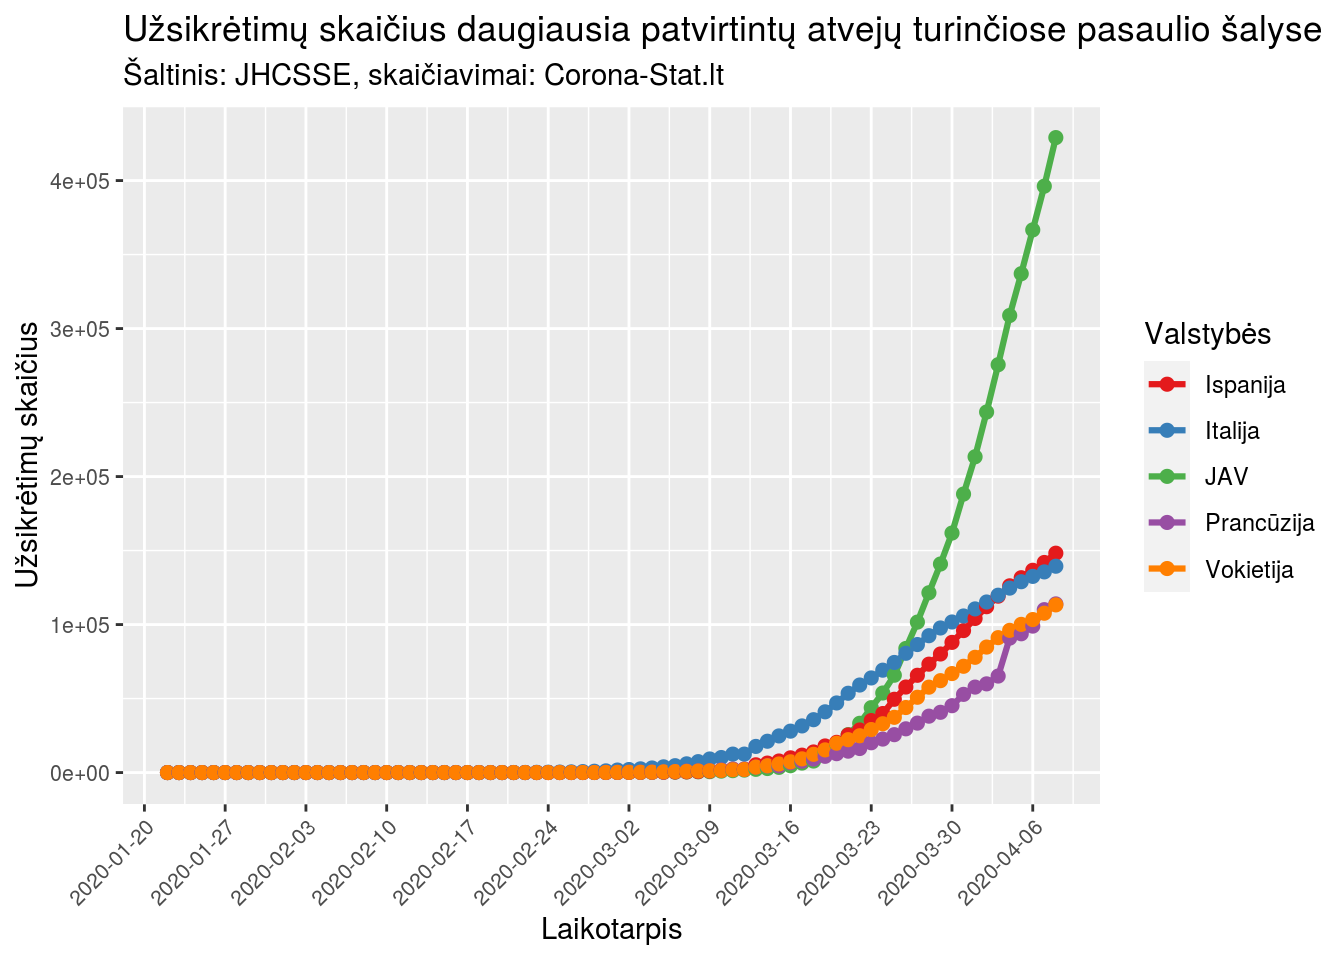 Užsikrėtimų skaičius daugiausia patvirtintų atvejų turinčiose pasaulio šalyse
Šaltinis: JHCSSE, skaičiavimai: Corona-Stat.lt
Užsikrėtimų skaičius
4e+05
3e+05
2e+05
1e+05
0e+00
2020-01-20
2020-01-27
2020-02-03
2020-02-10
2020-02-17
2020-02-24
2020-03-02
2020-03-09
2020-03-16
2020-03-23
2020-03-30
2020-04-06
Laikotarpis
Valstybės
Ispanija
Italija
JAV
Prancūzija
Vokietija